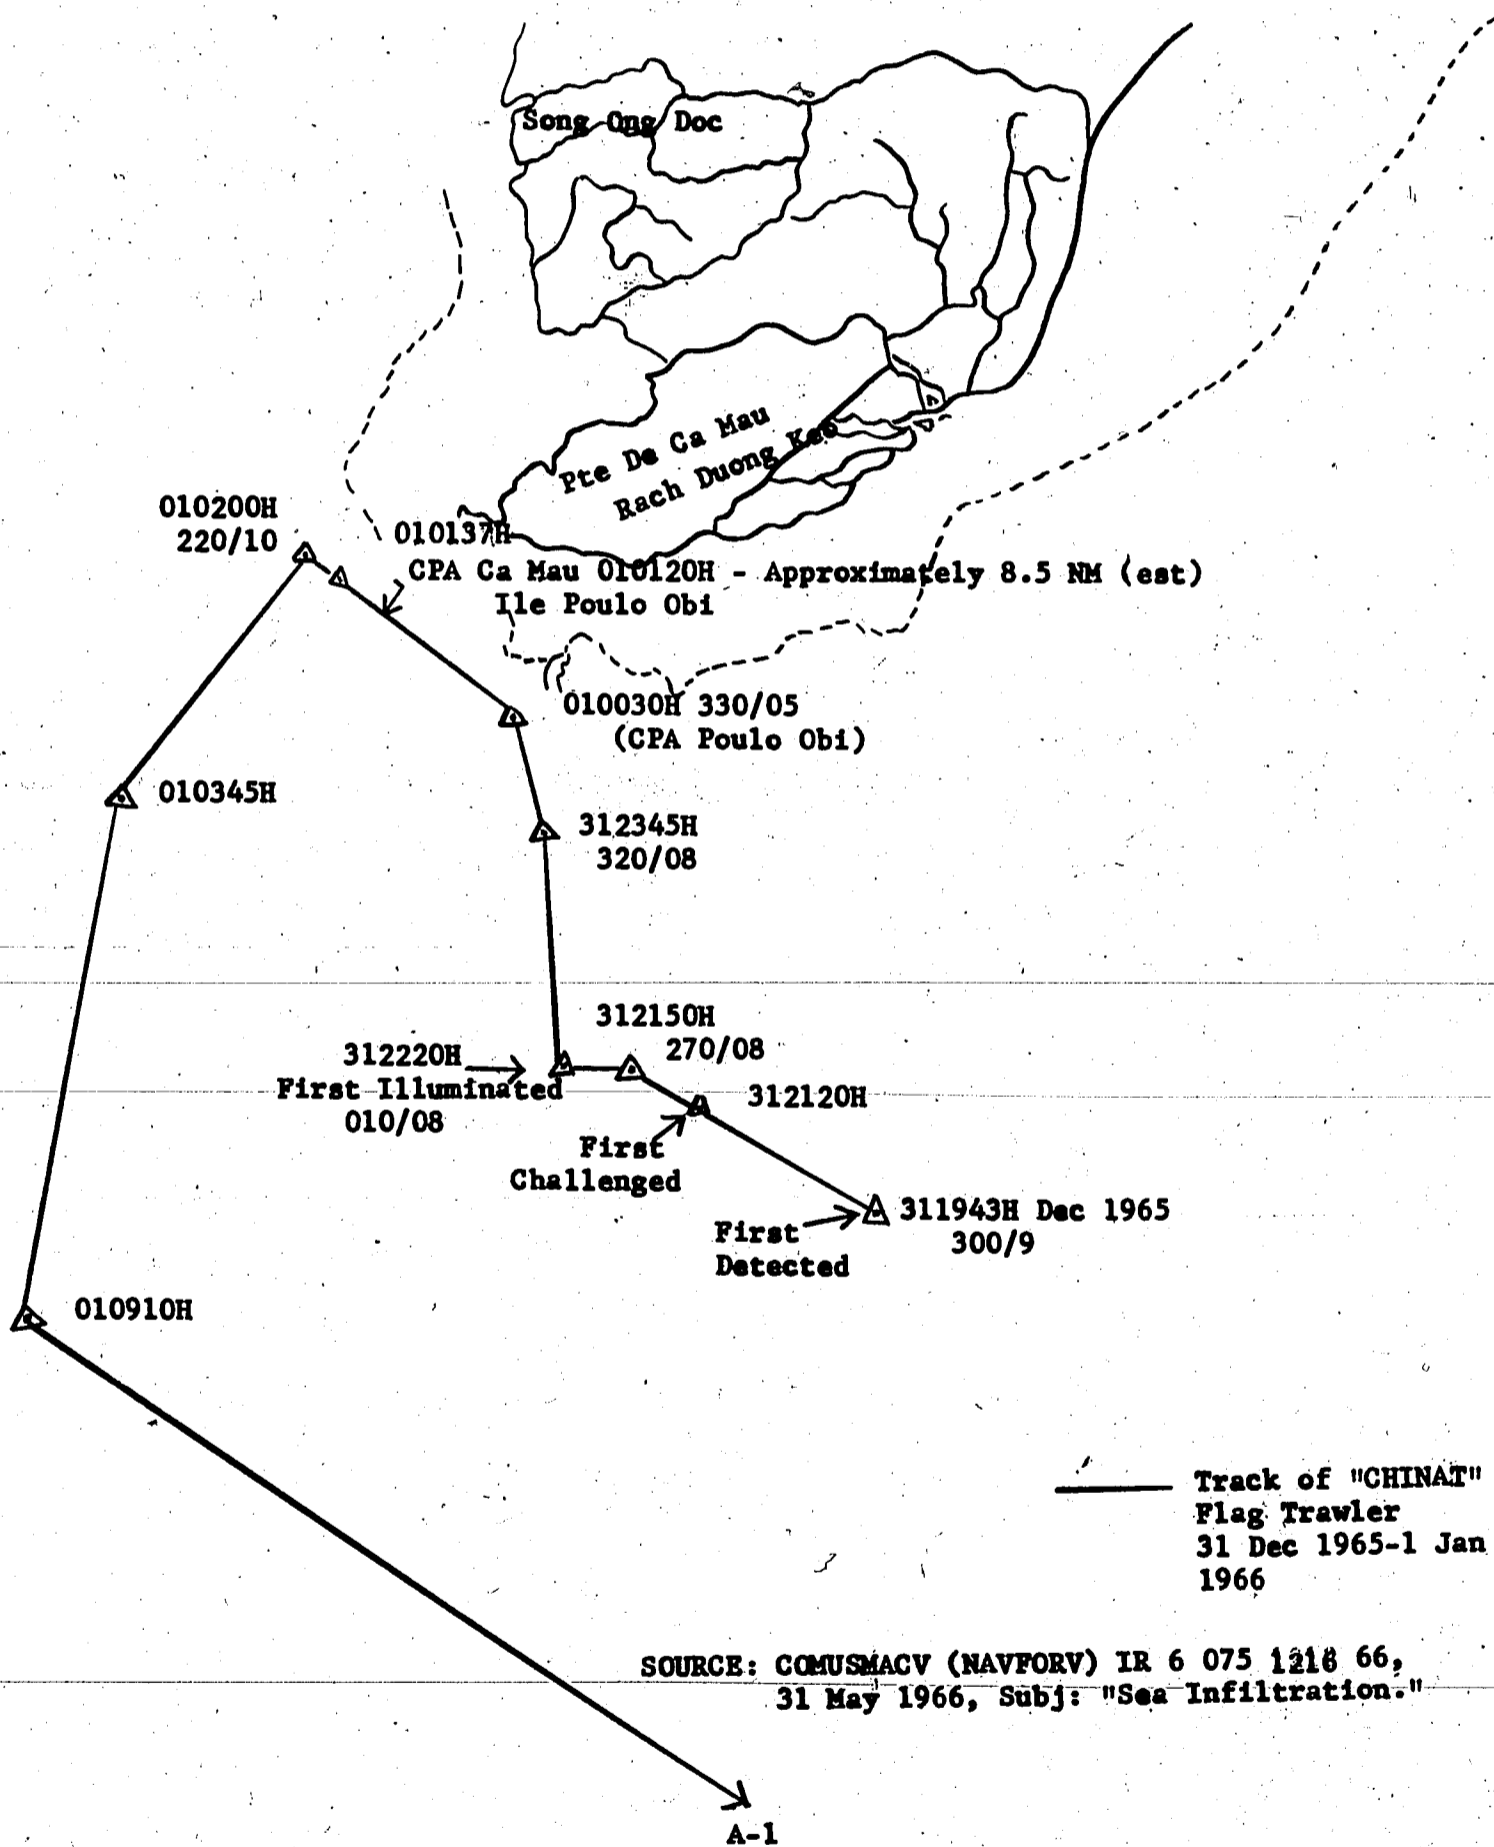 Song Ong Doc
Pte De Ca Mau
Rach Duong Keo
010200H
220/10
010137H
CPA Ca Mau 010120H - Approximately 8.5 NM (est)
Ile Poulo Obi
010030H 330/05
(CPA Poulo Obi)
010345H
312345H
320/08
312150H
270/08
312220H
First Illuminated
010/08
312120H
First
Challenged
311943H Dec 1965
300/9
First
Detected
010910H
Track of "CHINAT"
Flag Trawler
31 Dec 1965-1 Jan
1966
SOURCE: COMUSMACV (NAVFORV) IR 6 075 1218 66,
31 May 1966, Subj: "Sea Infiltration."
A-1